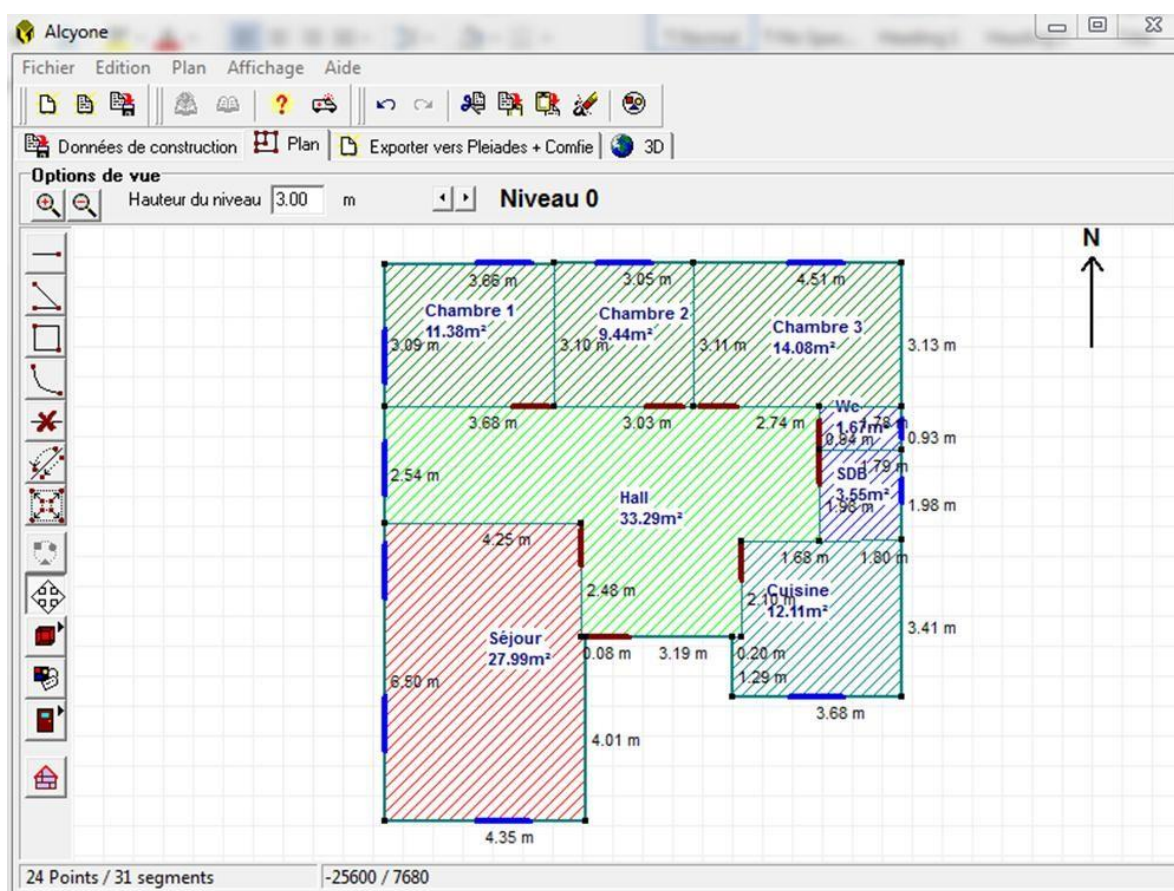 Alcyone
Fichier Edition Plan Affichage Aide
Données de construction Plan Exporter vers Pleiades + Comfie 3D
Options de vue
Hauteur du niveau 3.00 m Niveau 0
N
3.66 m 3.05 m 4.51 m
Chambre 1 Chambre 2 Chambre 3
11.38m² 9.44m² 14.08m²
3.09 m 3.10 m 3.11 m 3.13 m
Wc
3.68 m 3.03 m 2.74 m 1.67m² 1.78 m
0.94 m 0.93 m
2.54 m SDB 1.79 m
Hall 3.55m²
33.29m² 1.98 m 1.98 m
4.25 m 1.68 m 1.80 m
2.48 m Cuisine
2.10 m 12.11m²
Séjour 3.41 m
27.99m² 0.08 m 3.19 m 0.20 m
1.29 m
3.68 m
4.01 m
4.35 m
24 Points / 31 segments -25600 / 7680